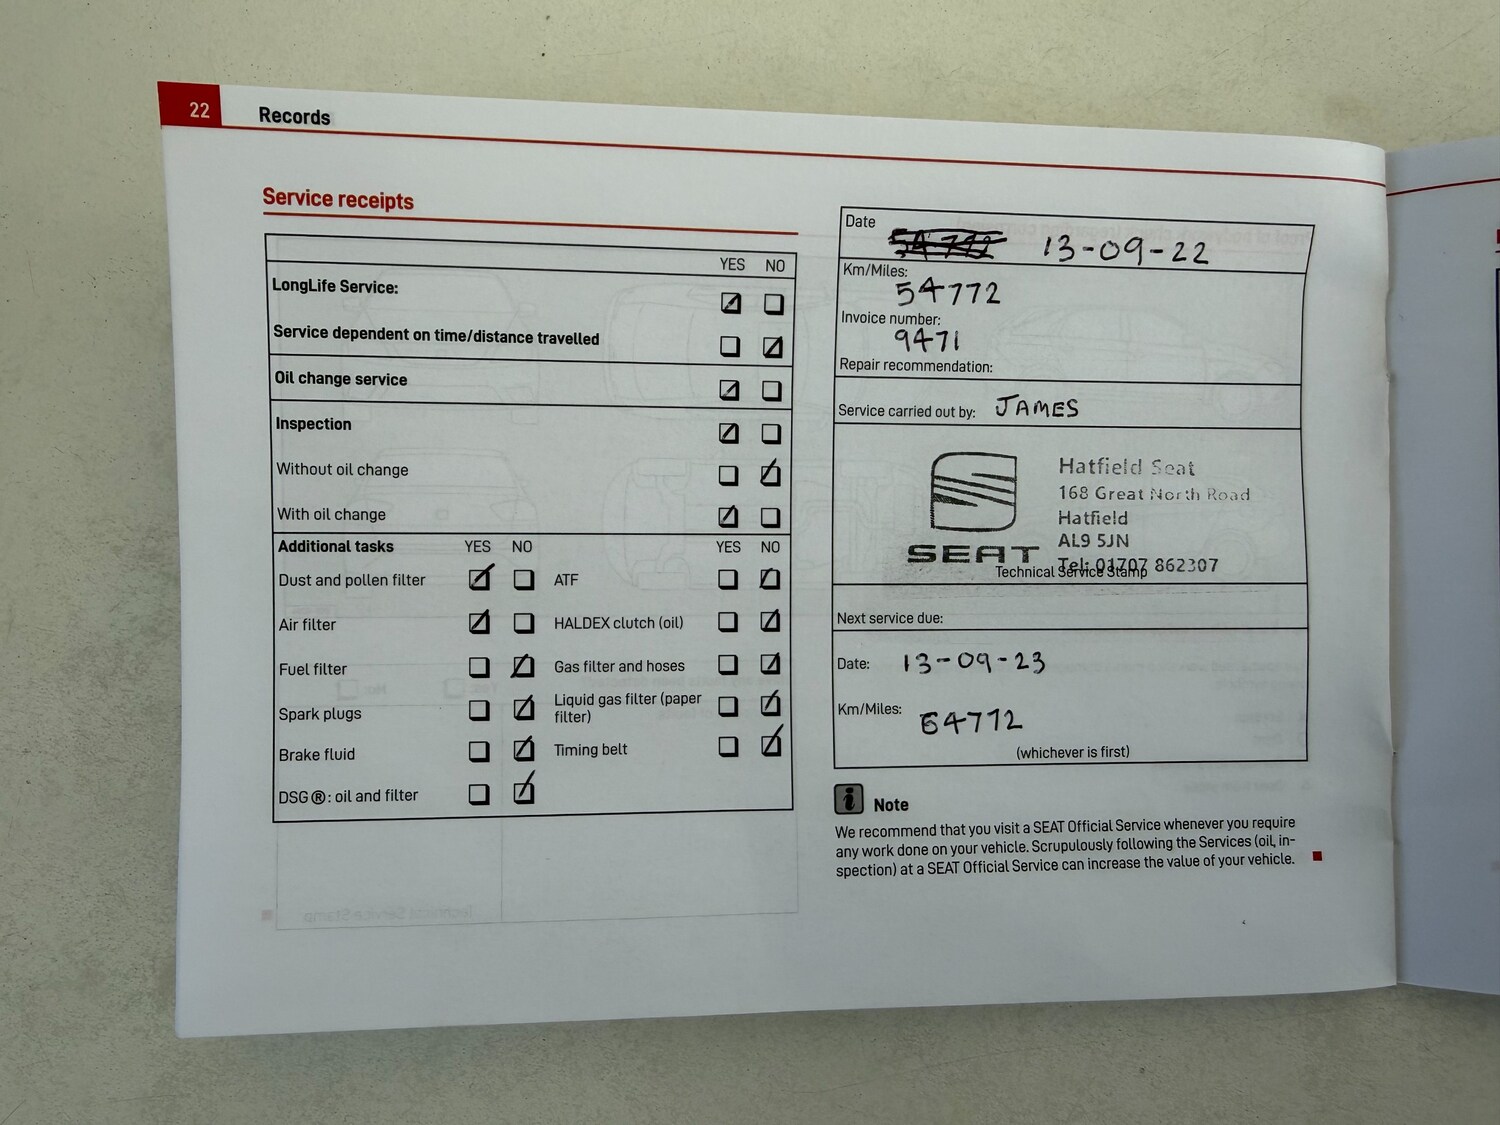 22
Records
Service receipts
YES NO
LongLife Service:
Service dependent on time/distance travelled
Oil change service
Inspection
Without oil change
With oil change
Additional tasks YES NO YES NO
Dust and pollen filter ATF
Air filter HALDEX clutch (oil)
Fuel filter Gas filter and hoses
Spark plugs Liquid gas filter (paper
filter)
Brake fluid Timing belt
DSG®: oil and filter
Date 13-09-22
Km/Miles:
54772
Invoice number:
9471
Repair recommendation:
Service carried out by: JAMES
SEAT
Hatfield Seat
168 Great North Road
Hatfield
AL9 5JN
Tel: 01707 862307
Technical Service Stamp
Next service due:
Date: 13-09-23
Km/Miles: 64772
(whichever is first)
i Note
We recommend that you visit a SEAT Official Service whenever you require
any work done on your vehicle. Scrupulously following the Services (oil, in-
spection) at a SEAT Official Service can increase the value of your vehicle.